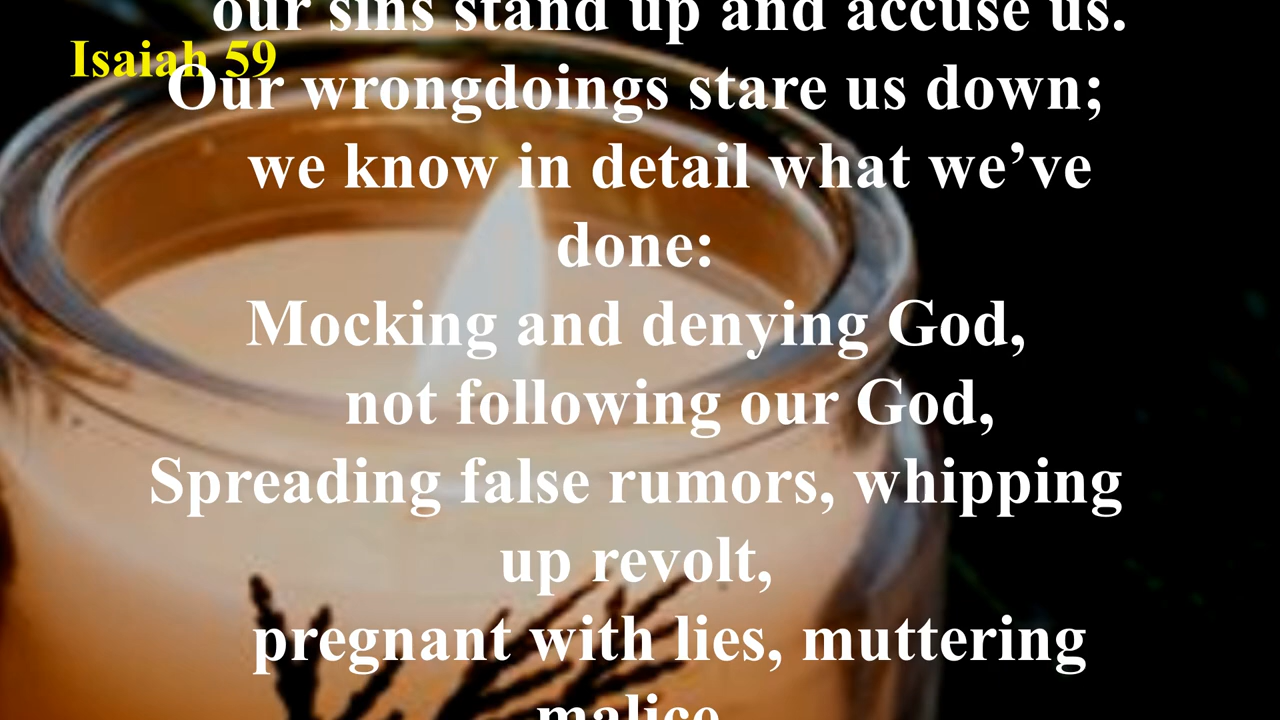 our sins stand up and accuse us.
Isaiah 59
Our wrongdoings stare us down;
we know in detail what we’ve
done:
Mocking and denying God,
not following our God,
Spreading false rumors, whipping
up revolt,
pregnant with lies, muttering
malice